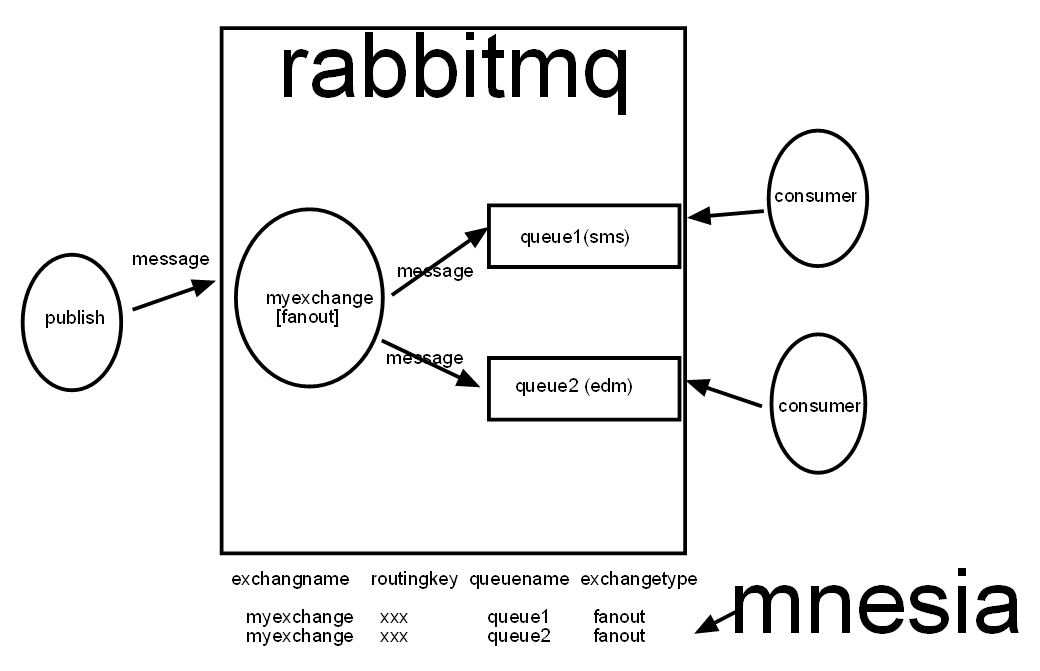 rabbitmq
consumer
queue1(sms)
message
message
myexchange
[fanout]
publish
message
queue2 (edm)
consumer
exchangname routingkey queuename exchangetype
myexchange xxx queue1 fanout
myexchange xxx queue2 fanout
mnesia